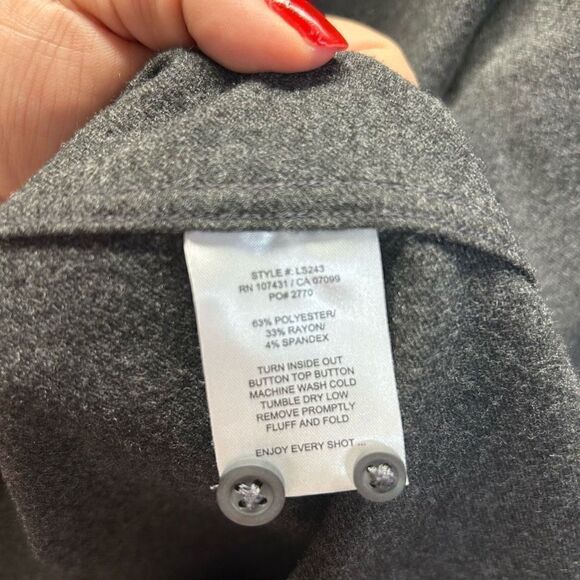 STYLE #: LS243
RN 107431 / CA 07099
PO# 2770
63% POLYESTER/
33% RAYON/
4% SPANDEX
TURN INSIDE OUT
BUTTON TOP BUTTON
MACHINE WASH COLD
TUMBLE DRY LOW
REMOVE PROMPTLY
FLUFF AND FOLD
ENJOY EVERY SHOT ...